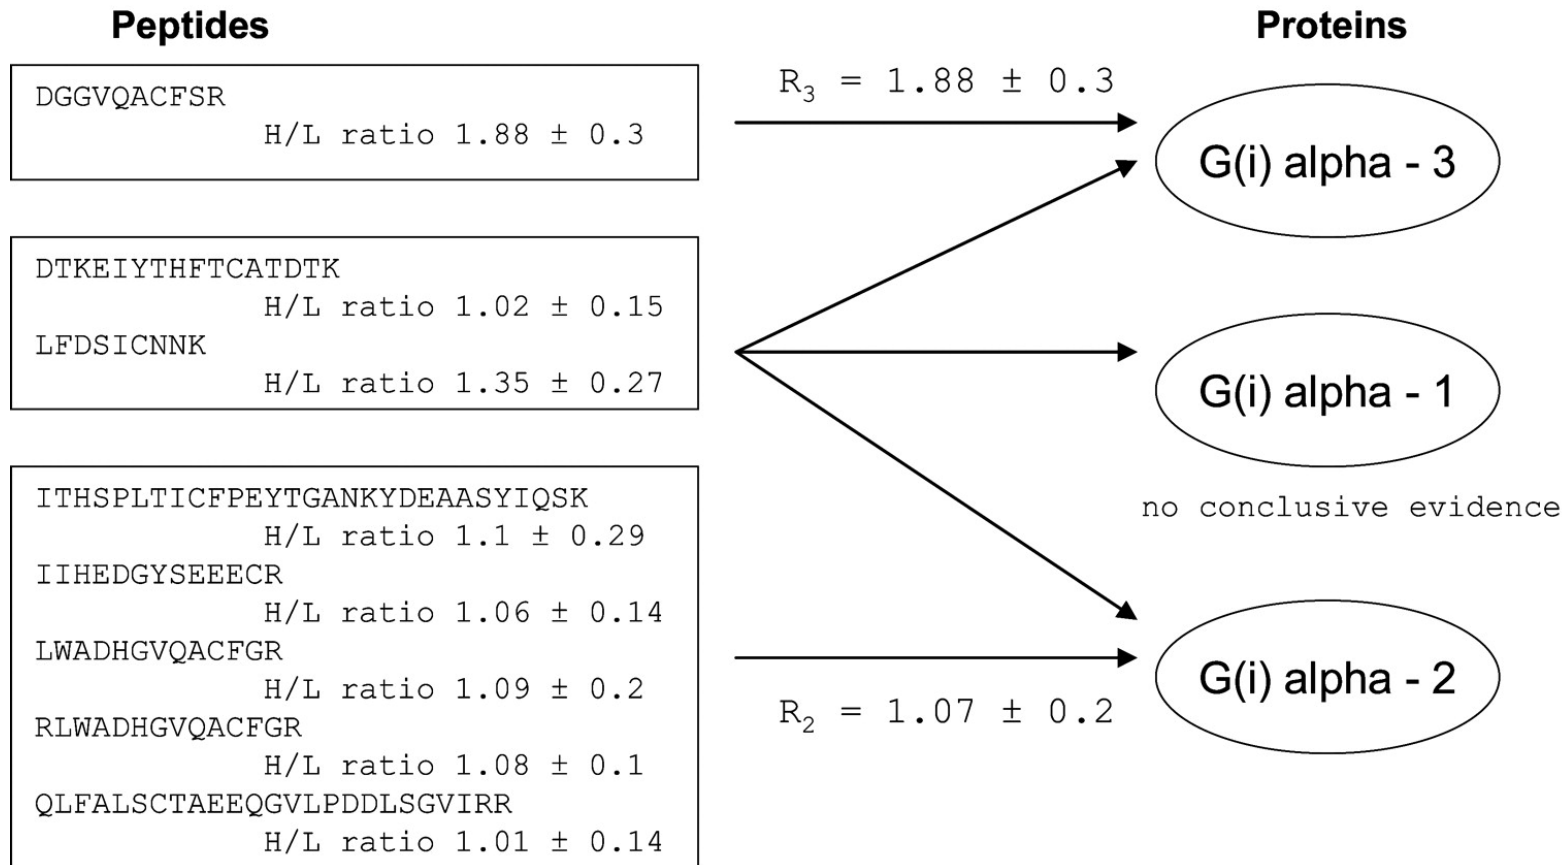 Peptides
Proteins
DGGVQACFSR
H/L ratio 1.88 ± 0.3
R3 = 1.88 ± 0.3
G(i) alpha - 3
DTKEIYTHFTCATDTK
H/L ratio 1.02 ± 0.15
LFDSICNNK
H/L ratio 1.35 ± 0.27
G(i) alpha - 1
no conclusive evidence
ITHSPLTICFPEYTGANKYDEAASYIQSK
H/L ratio 1.1 ± 0.29
IIHEDGYSEEECR
H/L ratio 1.06 ± 0.14
LWADHGVQACFGR
H/L ratio 1.09 ± 0.2
RLWADHGVQACFGR
H/L ratio 1.08 ± 0.1
QLFALSCTAEEQGVLPDDLSGVIRR
H/L ratio 1.01 ± 0.14
R2 = 1.07 ± 0.2
G(i) alpha - 2